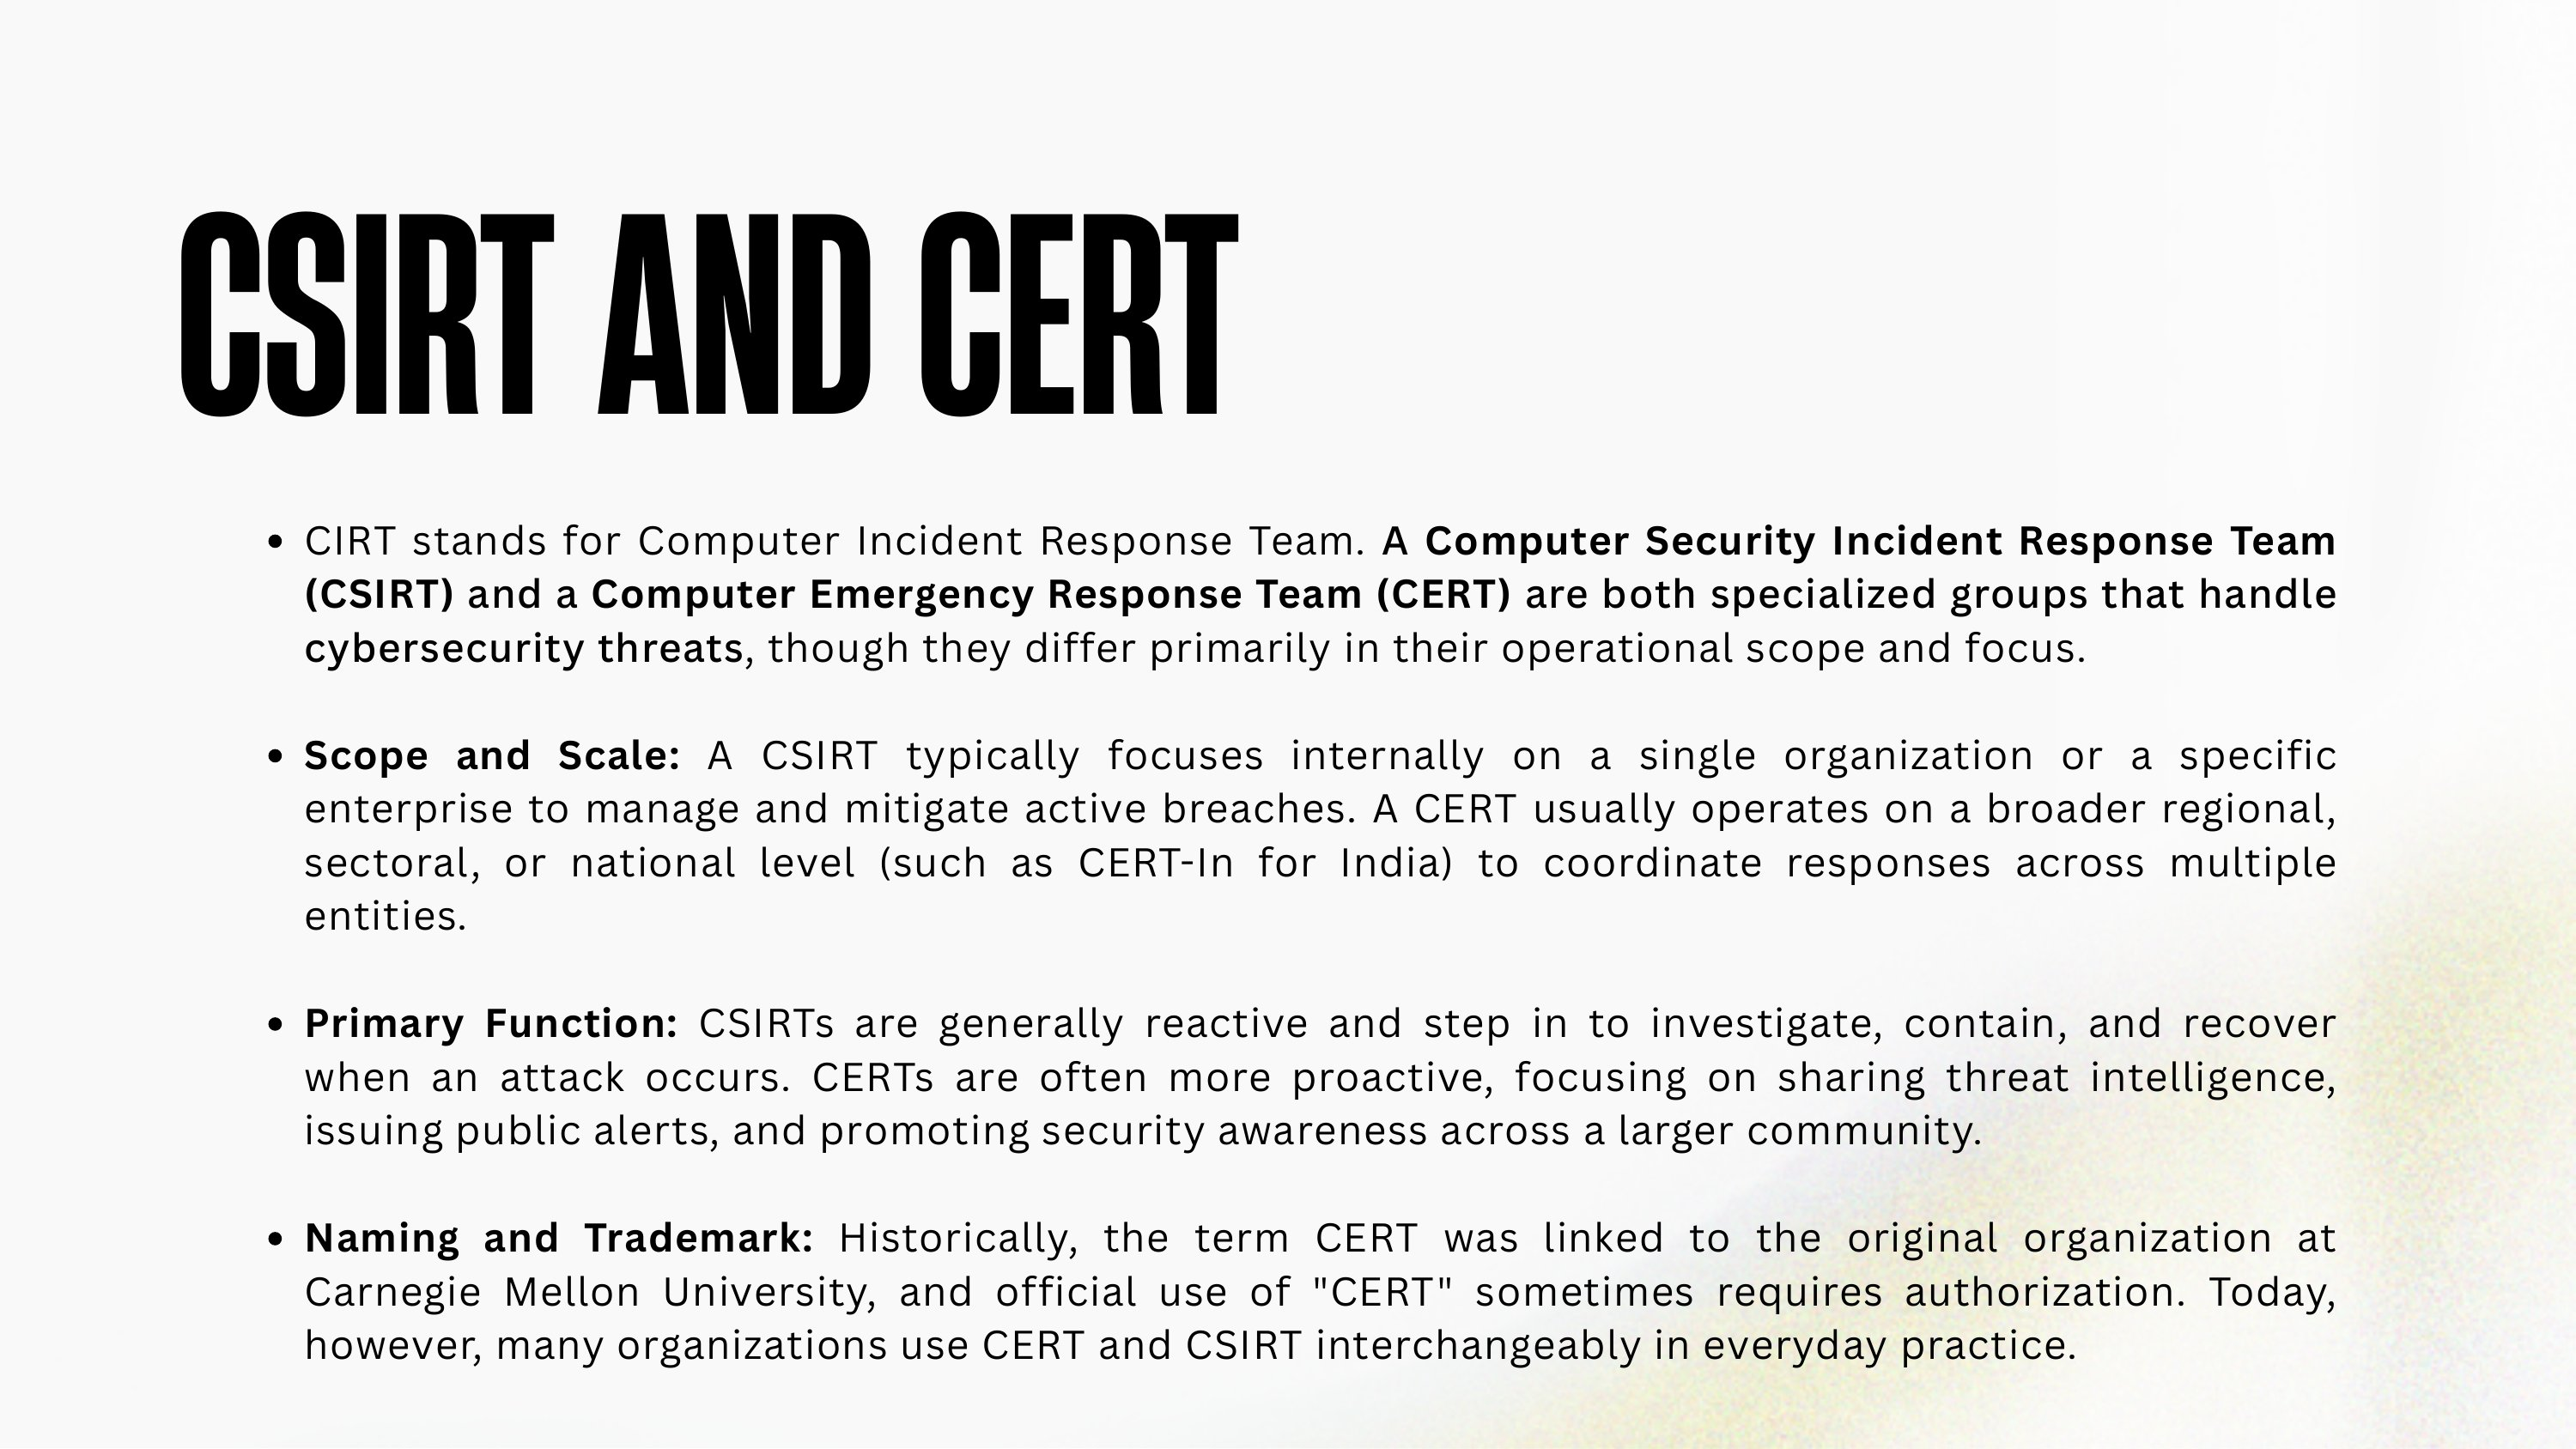 CSIRT AND CERT
• CIRT stands for Computer Incident Response Team. A Computer Security Incident Response Team
(CSIRT) and a Computer Emergency Response Team (CERT) are both specialized groups that handle
cybersecurity threats, though they differ primarily in their operational scope and focus.
• Scope and Scale: A CSIRT typically focuses internally on a single organization or a specific
enterprise to manage and mitigate active breaches. A CERT usually operates on a broader regional,
sectoral, or national level (such as CERT-In for India) to coordinate responses across multiple
entities.
• Primary Function: CSIRTs are generally reactive and step in to investigate, contain, and recover
when an attack occurs. CERTs are often more proactive, focusing on sharing threat intelligence,
issuing public alerts, and promoting security awareness across a larger community.
• Naming and Trademark: Historically, the term CERT was linked to the original organization at
Carnegie Mellon University, and official use of "CERT" sometimes requires authorization. Today,
however, many organizations use CERT and CSIRT interchangeably in everyday practice.